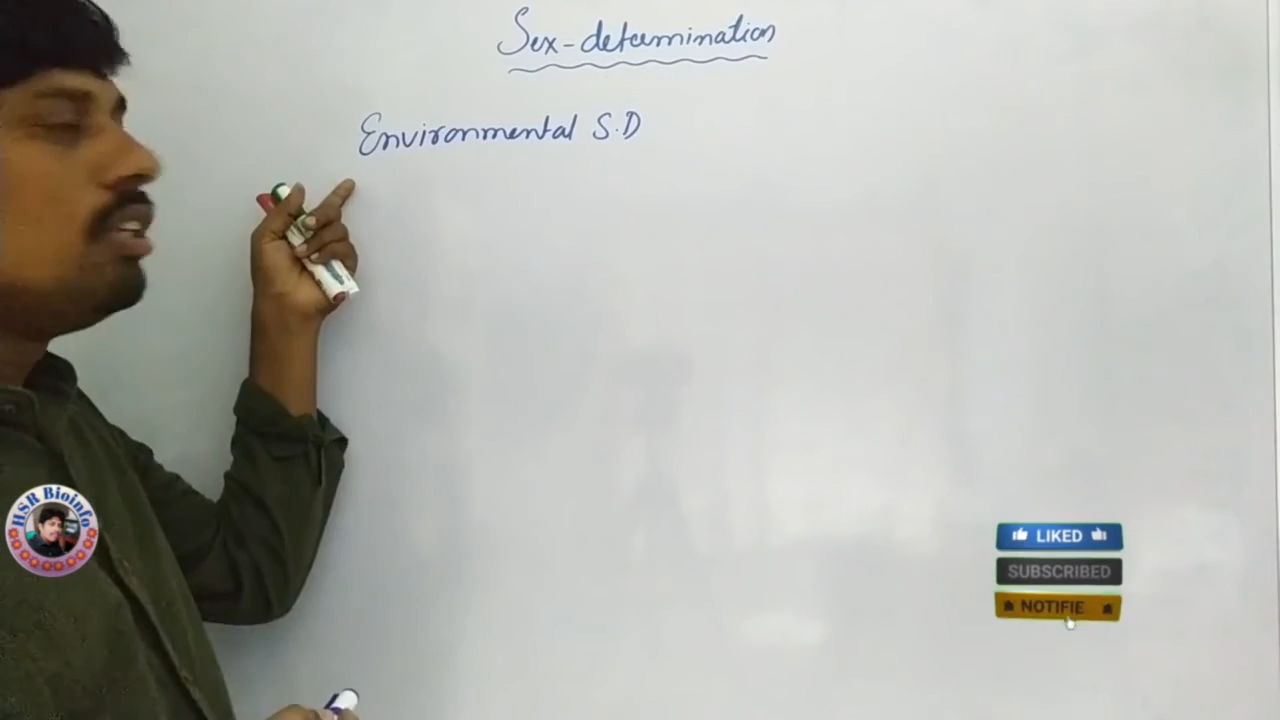 Sex-determination
Environmental S.D
HSR Bioinfo
LIKED
SUBSCRIBED
NOTIFIE